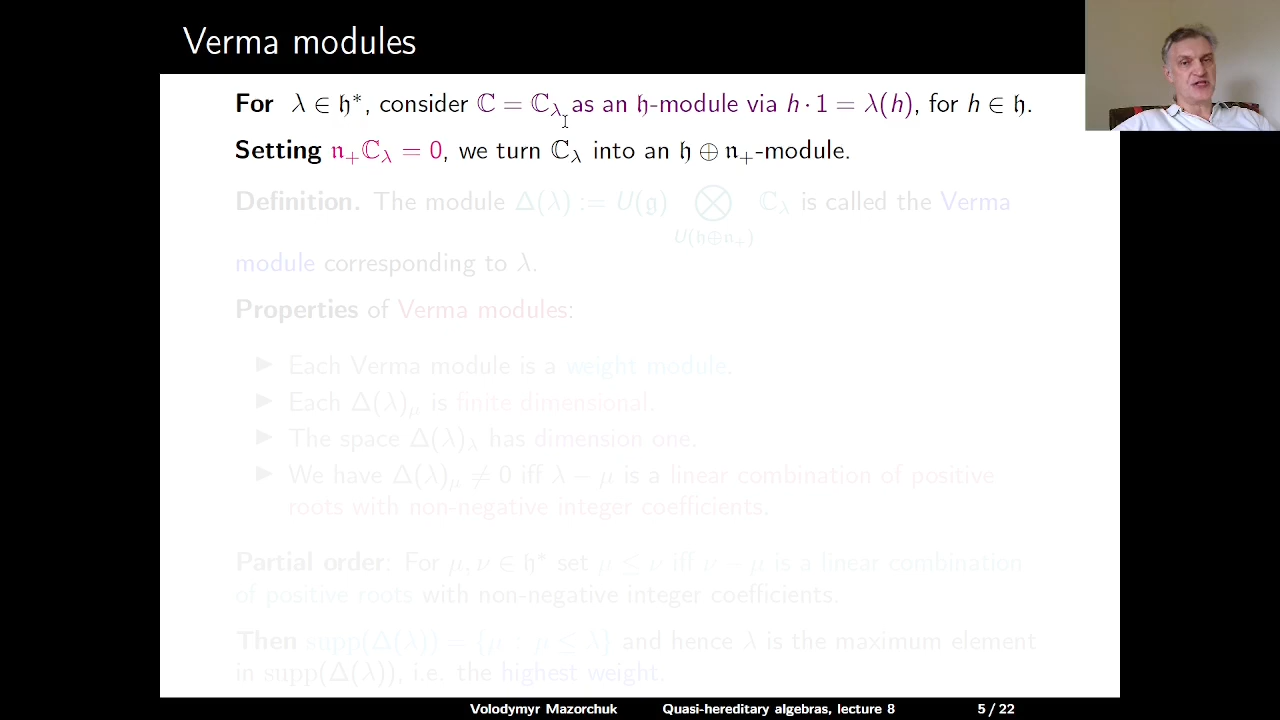 Verma modules
For λ ∈ 𝔥*, consider ℂ = ℂ_λ as an 𝔥-module via h · 1 = λ(h), for h ∈ 𝔥.
Setting 𝔫₊ℂ_λ = 0, we turn ℂ_λ into an 𝔥 ⊕ 𝔫₊-module.
Definition. The module Δ(λ) := U(𝔤) ⨂ ℂ_λ is called the Verma
U(𝔥⊕𝔫₊)
module corresponding to λ.
Properties of Verma modules:
▶ Each Verma module is a weight module.
▶ Each Δ(λ)_μ is finite dimensional.
▶ The space Δ(λ)_λ has dimension one.
▶ We have Δ(λ)_μ ≠ 0 iff λ − μ is a linear combination of positive
roots with non-negative integer coefficients.
Partial order: For μ, ν ∈ 𝔥* set μ ≤ ν iff ν − μ is a linear combination
of positive roots with non-negative integer coefficients.
Then supp(Δ(λ)) = {μ : μ ≤ λ} and hence λ is the maximum element
in supp(Δ(λ)), i.e. the highest weight.
Volodymyr Mazorchuk Quasi-hereditary algebras, lecture 8 5 / 22